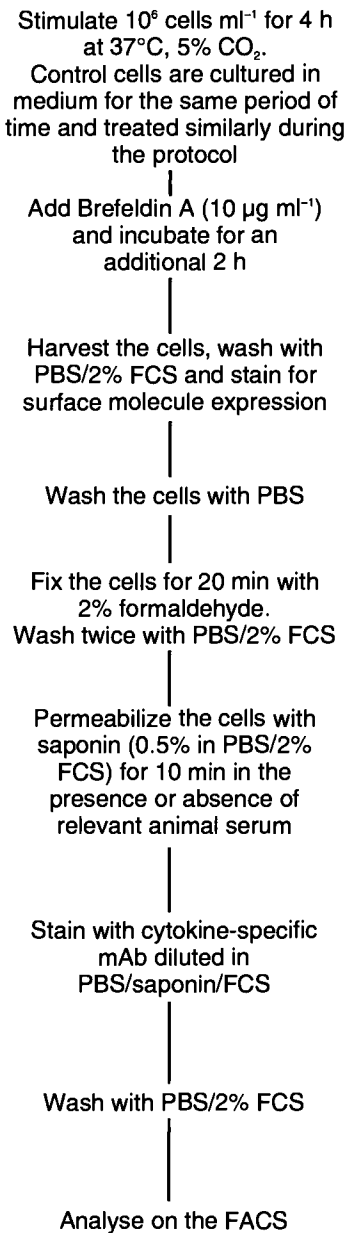 Stimulate 10⁶ cells ml⁻¹ for 4 h
at 37°C, 5% CO₂.
Control cells are cultured in
medium for the same period of
time and treated similarly during
the protocol
Add Brefeldin A (10 µg ml⁻¹)
and incubate for an
additional 2 h
Harvest the cells, wash with
PBS/2% FCS and stain for
surface molecule expression
Wash the cells with PBS
Fix the cells for 20 min with
2% formaldehyde.
Wash twice with PBS/2% FCS
Permeabilize the cells with
saponin (0.5% in PBS/2%
FCS) for 10 min in the
presence or absence of
relevant animal serum
Stain with cytokine-specific
mAb diluted in
PBS/saponin/FCS
Wash with PBS/2% FCS
Analyse on the FACS